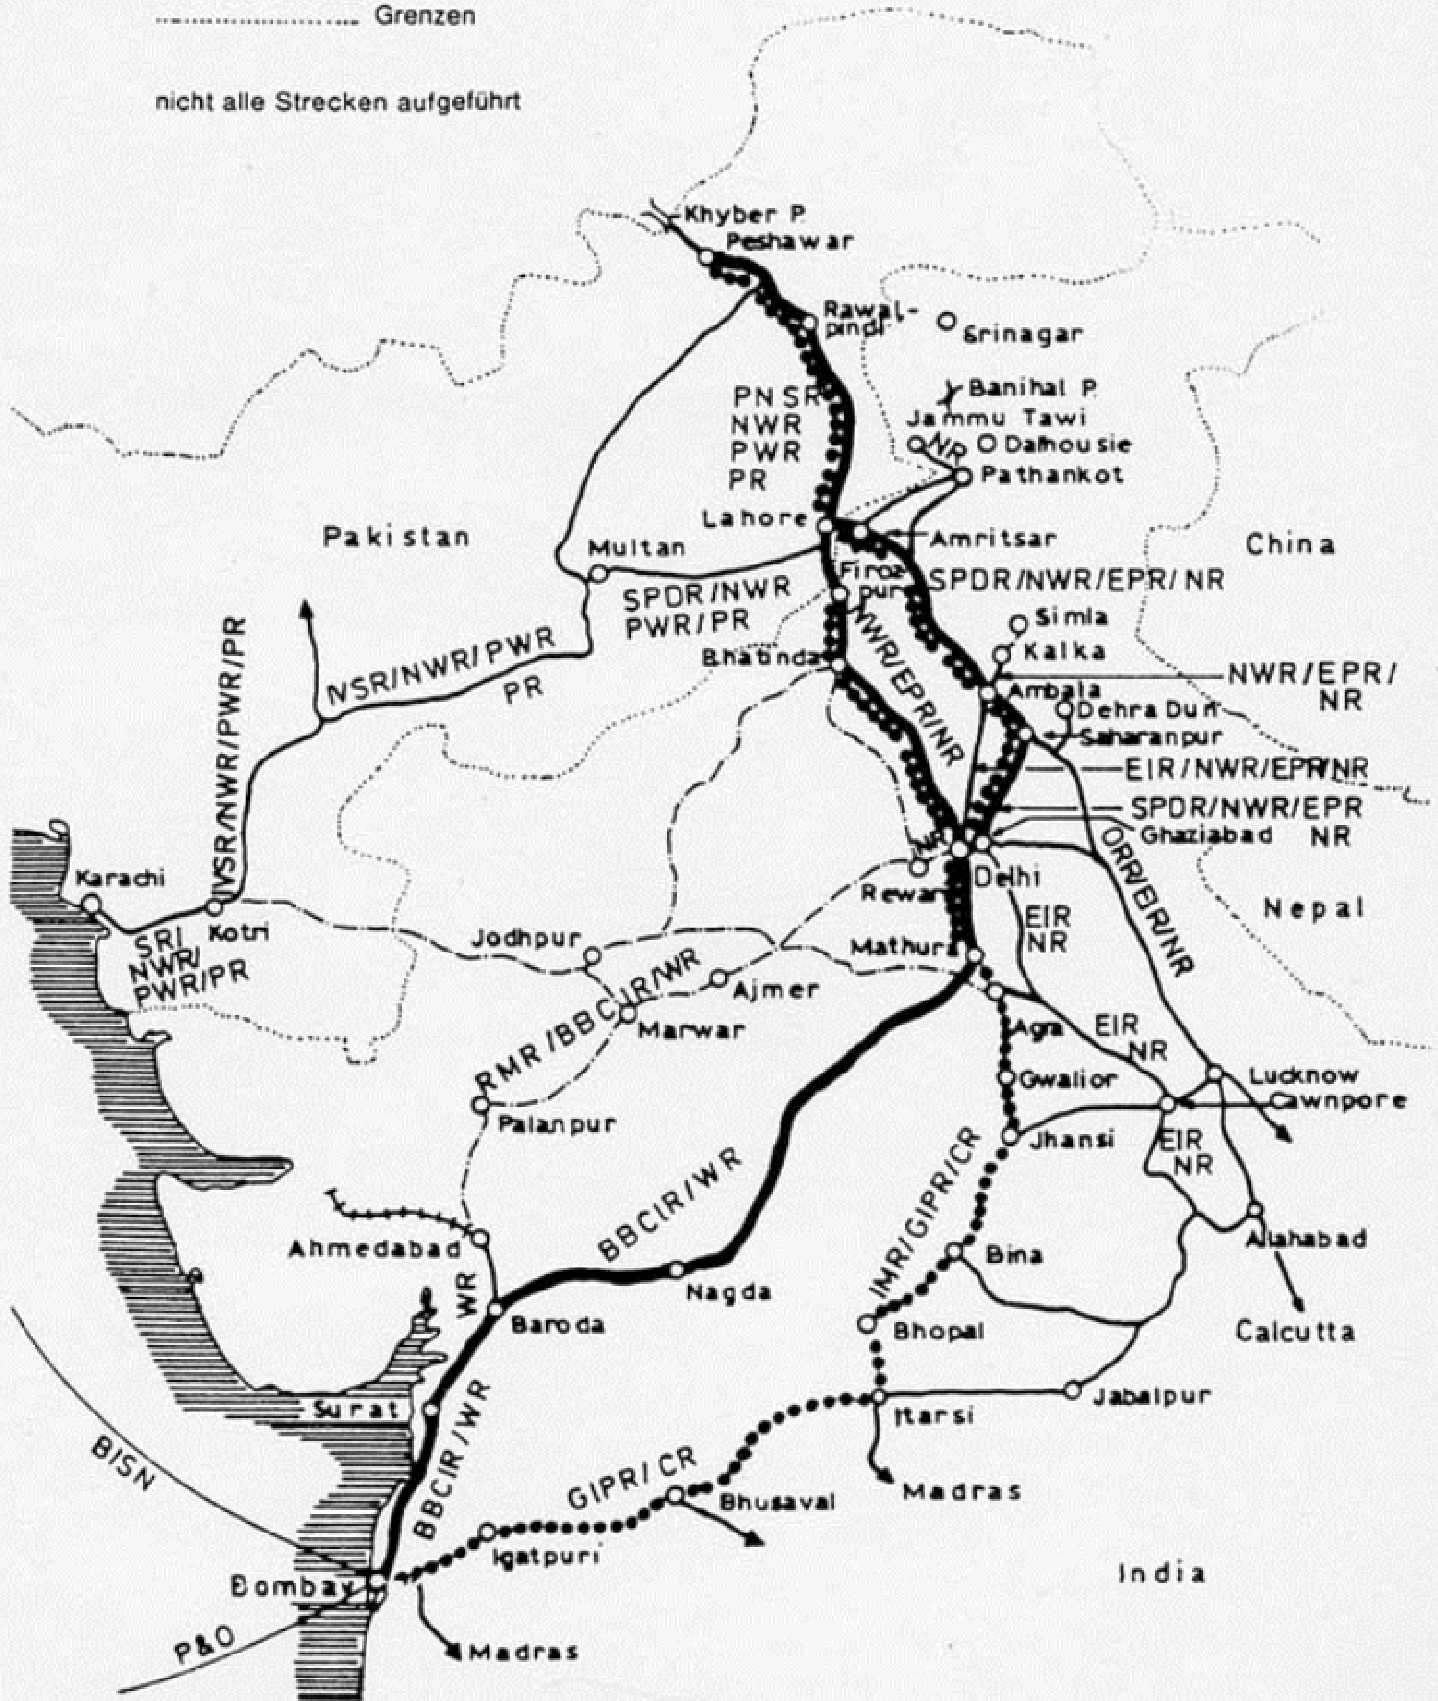 Grenzen
nicht alle Strecken aufgeführt
Khyber P.
Peshawar
Rawal-
pindi
Srinagar
Banihal P.
PNSR
NWR
PWR
PR
Jammu Tawi
NR
Dalhousie
Pathankot
Lahore
Amritsar
Pakistan
Multan
China
Firoz
pur
SPDR/NWR/EPR/NR
SPDR/NWR
PWR/PR
Simla
Kalka
IVSR/NWR/PWR/PR
IVSR/NWR/PWR
PR
Bhatinda
NWR/EPR/NR
NWR/EPR/
NR
Ambala
Dehra Dun
Saharanpur
EIR/NWR/EPR/NR
SPDR/NWR/EPR
NR
Ghaziabad
NR
Delhi
Rewari
ORR/EIR/NR
Karachi
Kotri
SRI
NWR/
PWR/PR
Nepal
EIR
NR
Jodhpur
Mathura
Ajmer
Marwar
RMR/BBCIR/WR
Agra
EIR
NR
Gwalior
Lucknow
Cawnpore
Palanpur
Jhansi
EIR
NR
BBCIR/WR
IMR/GIPR/CR
Ahmedabad
Bina
Allahabad
WR
Nagda
Baroda
Bhopal
Calcutta
Surat
BBCIR/WR
Itarsi
Jabalpur
BISN
GIPR/CR
Madras
Bhusaval
Igatpuri
India
Bombay
P&O
Madras